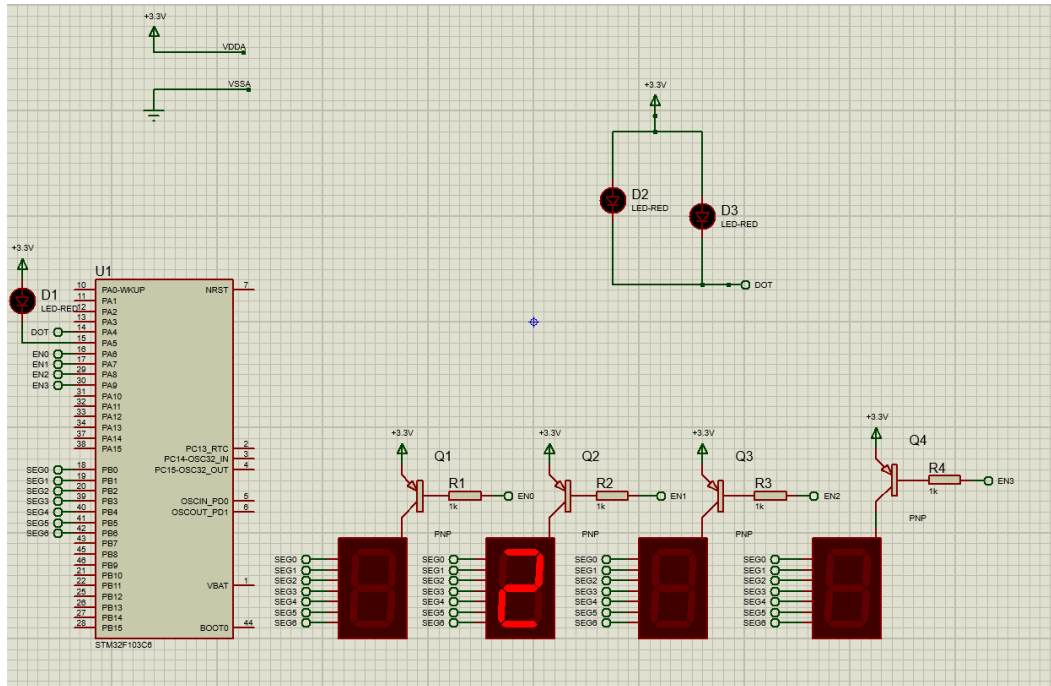 +3.3V
VDDA
VSSA
+3.3V
D2
LED-RED
D3
LED-RED
DOT
+3.3V
D1
LED-RED
U1
10 PA0-WKUP NRST 7
11 PA1
12 PA2
13 PA3
DOT 14 PA4
15 PA5
EN0 16 PA6
EN1 17 PA7
EN2 29 PA8
EN3 30 PA9
31 PA10
32 PA11
33 PA12
34 PA13
37 PA14
38 PA15
PC13_RTC 2
PC14-OSC32_IN 3
SEG0 18 PB0 PC15-OSC32_OUT 4
SEG1 19 PB1
SEG2 20 PB2
SEG3 39 PB3 OSCIN_PD0 5
SEG4 40 PB4 OSCOUT_PD1 6
SEG5 41 PB5
SEG6 42 PB6
43 PB7
45 PB8
46 PB9
21 PB10
22 PB11 VBAT 1
25 PB12
26 PB13
27 PB14
28 PB15 BOOT0 44
STM32F103C6
+3.3V
Q1
R1
1k
EN0
PNP
SEG0
SEG1
SEG2
SEG3
SEG4
SEG5
SEG6
+3.3V
Q2
R2
1k
EN1
PNP
SEG0
SEG1
SEG2
SEG3
SEG4
SEG5
SEG6
2
+3.3V
Q3
R3
1k
EN2
PNP
SEG0
SEG1
SEG2
SEG3
SEG4
SEG5
SEG6
+3.3V
Q4
R4
1k
EN3
PNP
SEG0
SEG1
SEG2
SEG3
SEG4
SEG5
SEG6